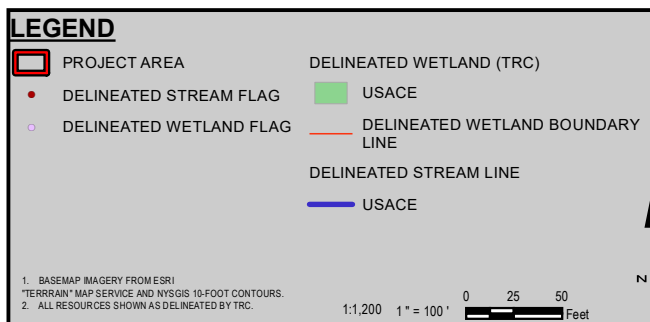 LEGEND
PROJECT AREA
DELINEATED STREAM FLAG
DELINEATED WETLAND FLAG
DELINEATED WETLAND (TRC)
USACE
DELINEATED WETLAND BOUNDARY
LINE
DELINEATED STREAM LINE
USACE
1. BASEMAP IMAGERY FROM ESRI
"TERRRAIN" MAP SERVICE AND NYSGIS 10-FOOT CONTOURS.
2. ALL RESOURCES SHOWN AS DELINEATED BY TRC.
1:1,200 1 " = 100 '
0 25 50
Feet
N